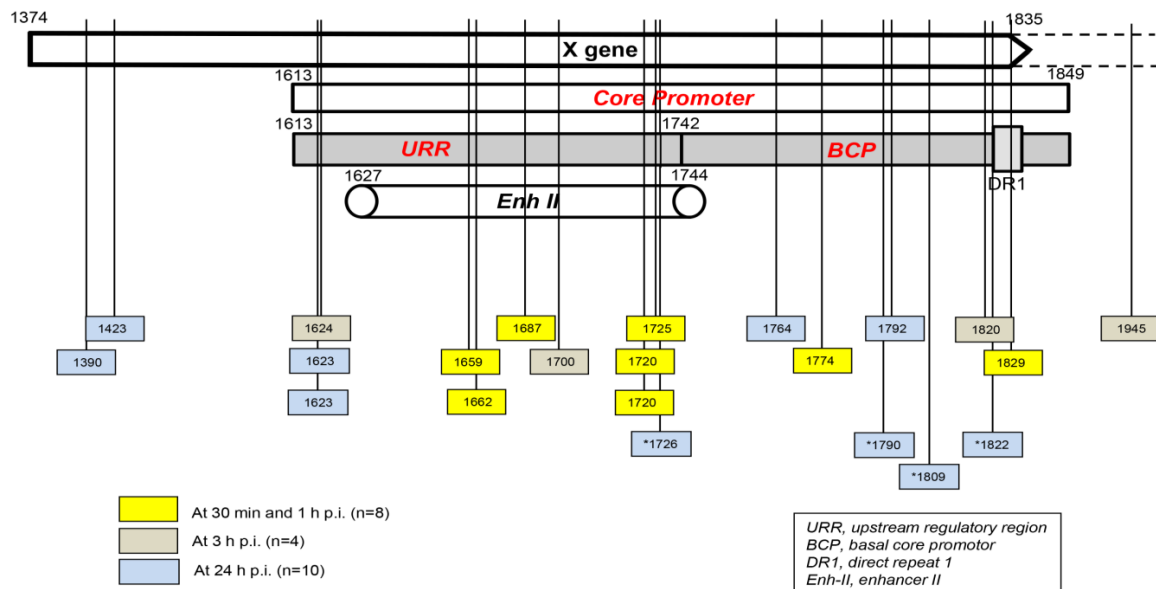 1374
1835
X gene
1613
1849
Core Promoter
1613
1742
URR
BCP
DR1
1627
1744
Enh II
1423
1624
1687
1725
1764
1792
1820
1945
1390
1623
1659
1700
1720
1774
1829
1623
1662
1720
*1726
*1790
*1822
*1809
At 30 min and 1 h p.i. (n=8)
At 3 h p.i. (n=4)
At 24 h p.i. (n=10)
URR, upstream regulatory region
BCP, basal core promotor
DR1, direct repeat 1
Enh-II, enhancer II